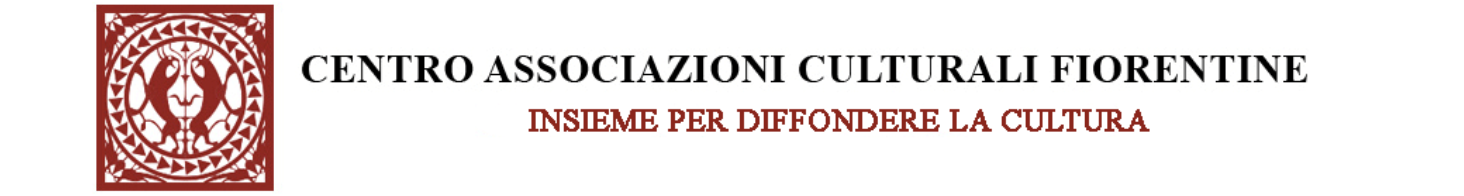 CENTRO ASSOCIAZIONI CULTURALI FIORENTINE
INSIEME PER DIFFONDERE LA CULTURA